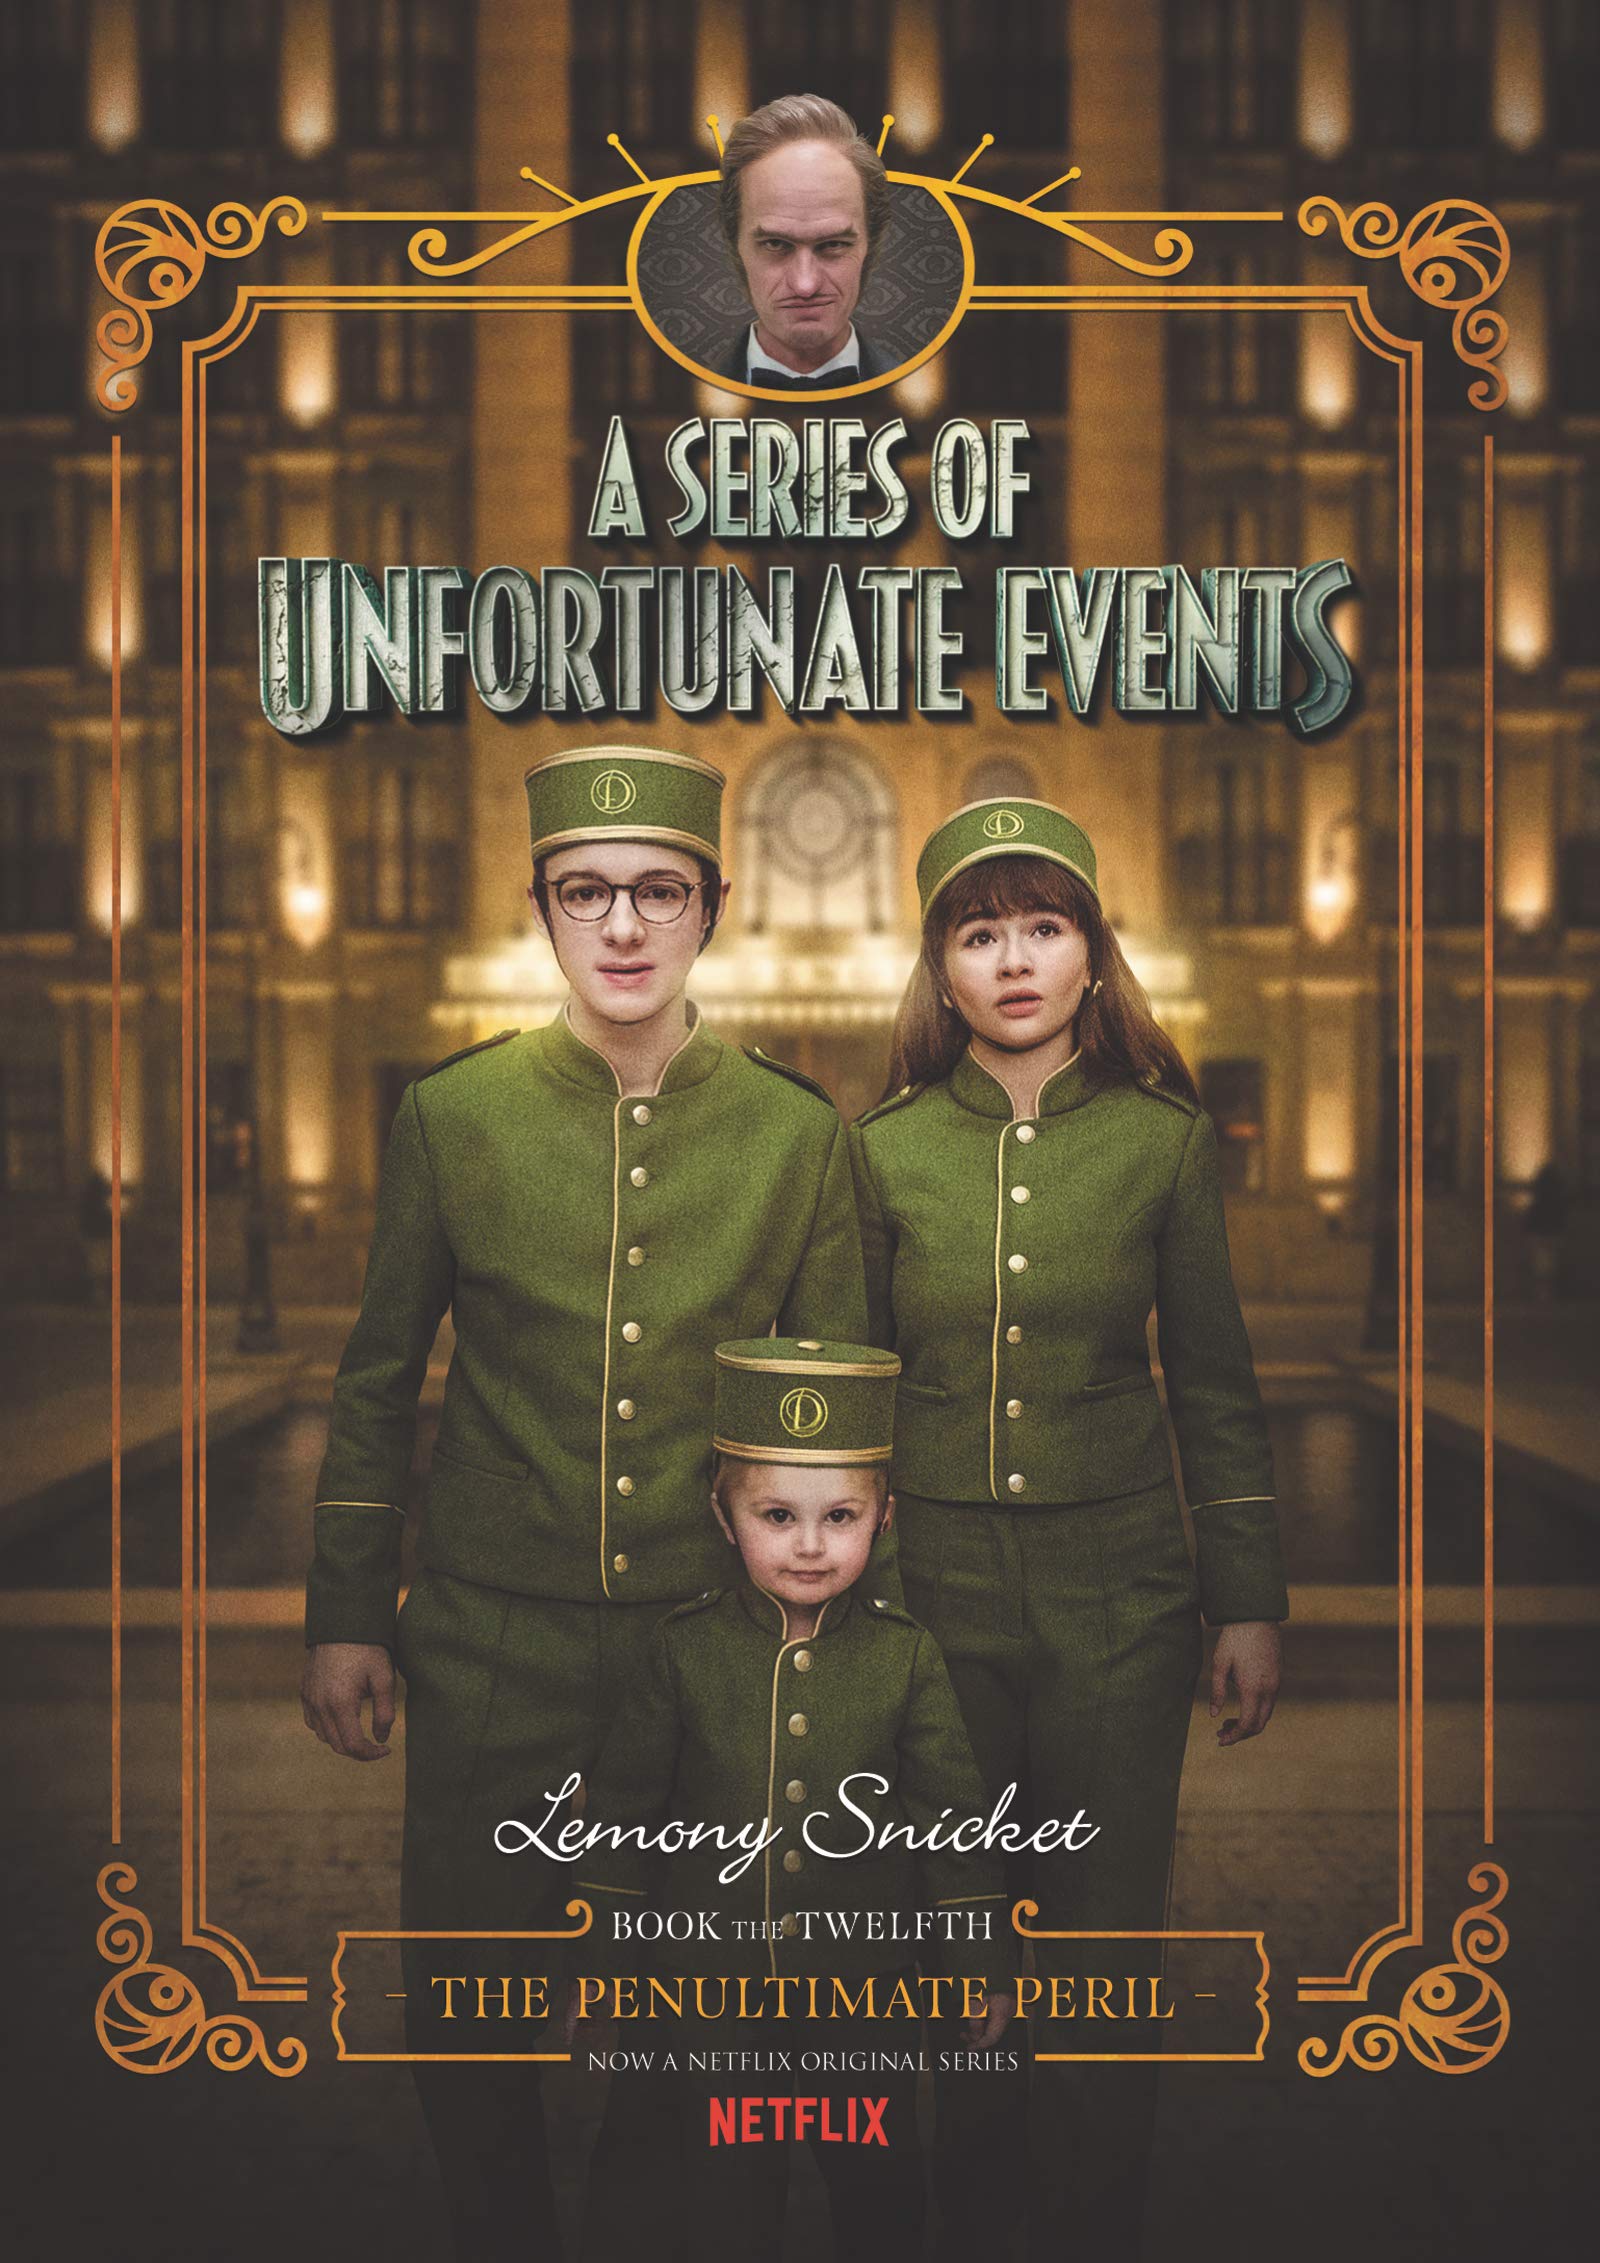 A SERIES OF
UNFORTUNATE EVENTS
D
D
D
Lemony Snicket
BOOK THE TWELFTH
- THE PENULTIMATE PERIL -
NOW A NETFLIX ORIGINAL SERIES
NETFLIX